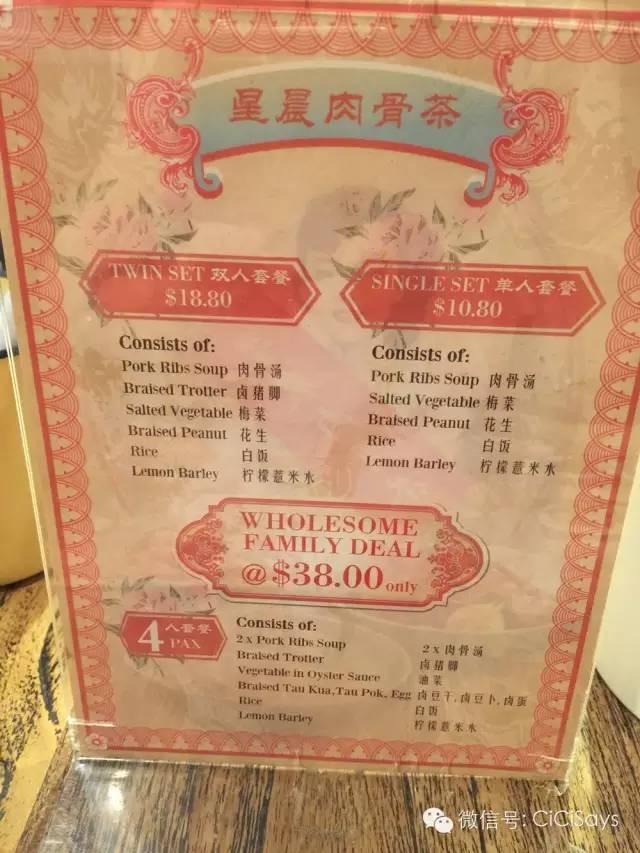 星晨肉骨茶
TWIN SET 双人套餐
$18.80
Consists of:
Pork Ribs Soup 肉骨汤
Braised Trotter 卤猪脚
Salted Vegetable 梅菜
Braised Peanut 花生
Rice 白饭
Lemon Barley 柠檬薏米水
SINGLE SET 单人套餐
$10.80
Consists of:
Pork Ribs Soup 肉骨汤
Salted Vegetable 梅菜
Braised Peanut 花生
Rice 白饭
Lemon Barley 柠檬薏米水
WHOLESOME
FAMILY DEAL
@ $38.00 only
4 人套餐
PAX
Consists of:
2 x Pork Ribs Soup 2 x 肉骨汤
Braised Trotter 卤猪脚
Vegetable in Oyster Sauce 油菜
Braised Tau Kua, Tau Pok, Egg 卤豆干, 卤豆卜, 卤蛋
Rice 白饭
Lemon Barley 柠檬薏米水
微信号: CiCiSays